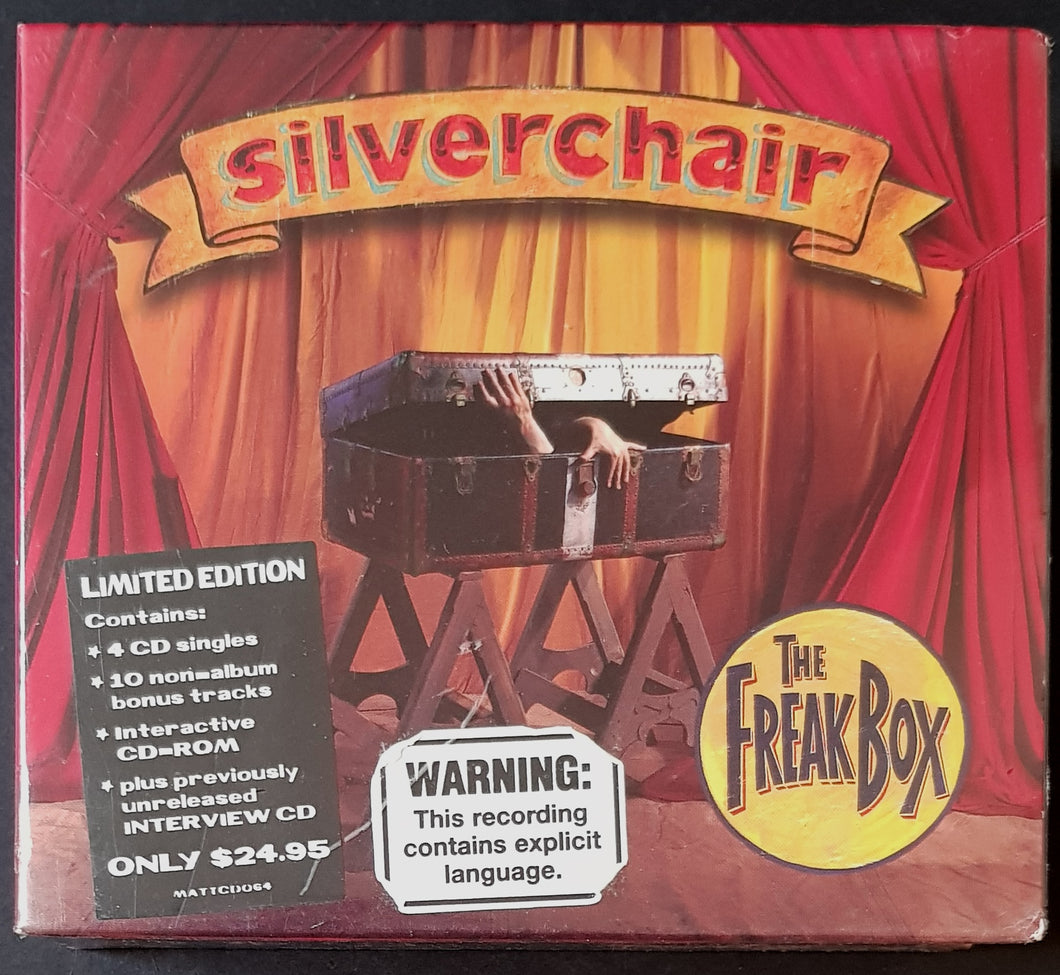 silverchair
LIMITED EDITION
Contains:
★ 4 CD singles
★ 10 non-album
bonus tracks
★ Interactive
CD-ROM
★ plus previously
unreleased
INTERVIEW CD
ONLY $24.95
MATTCD064
WARNING:
This recording
contains explicit
language.
THE
FREAK BOX